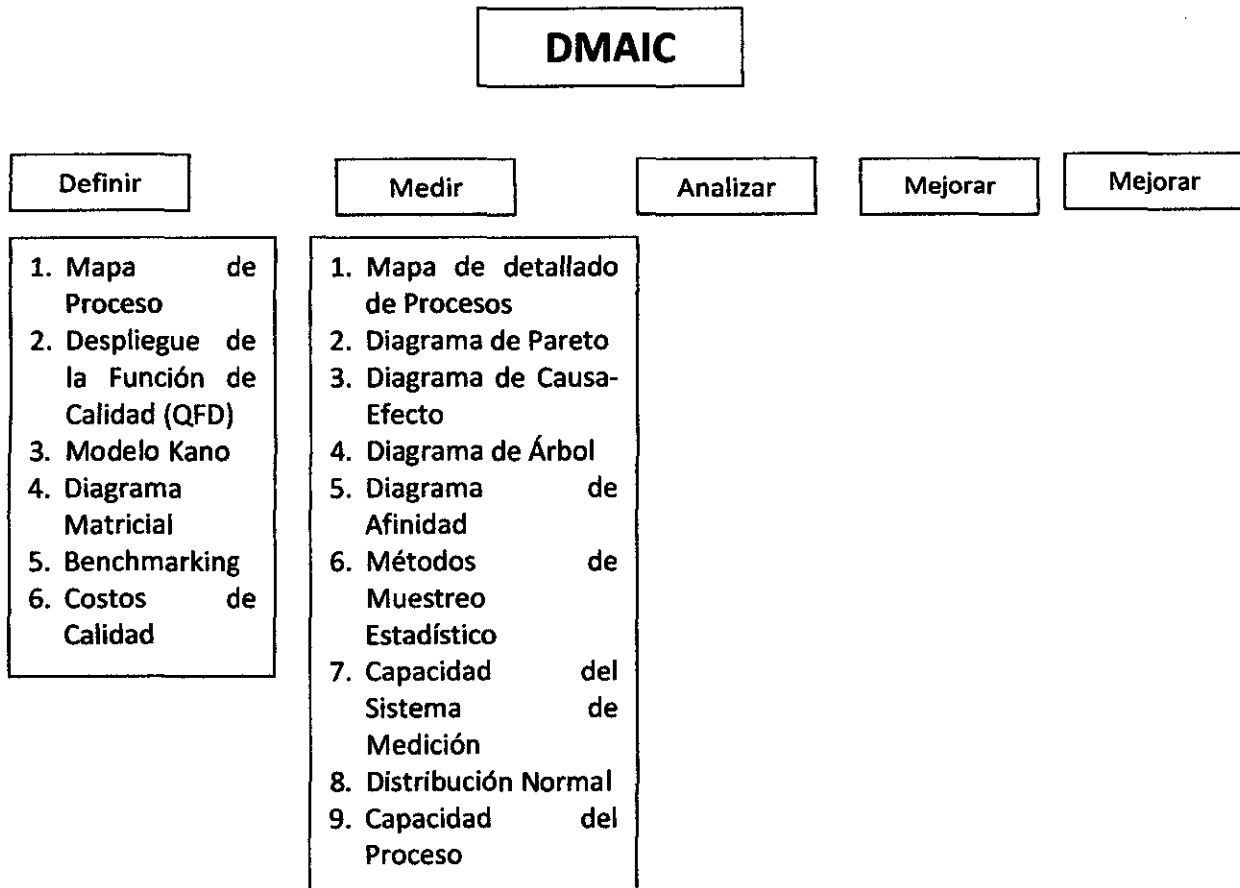 DMAIC
Definir
Medir
Analizar
Mejorar
Mejorar
1. Mapa de
Proceso
2. Despliegue de
la Función de
Calidad (QFD)
3. Modelo Kano
4. Diagrama
Matricial
5. Benchmarking
6. Costos de
Calidad
1. Mapa de detallado
de Procesos
2. Diagrama de Pareto
3. Diagrama de Causa-
Efecto
4. Diagrama de Árbol
5. Diagrama de
Afinidad
6. Métodos de
Muestreo
Estadístico
7. Capacidad del
Sistema de
Medición
8. Distribución Normal
9. Capacidad del
Proceso